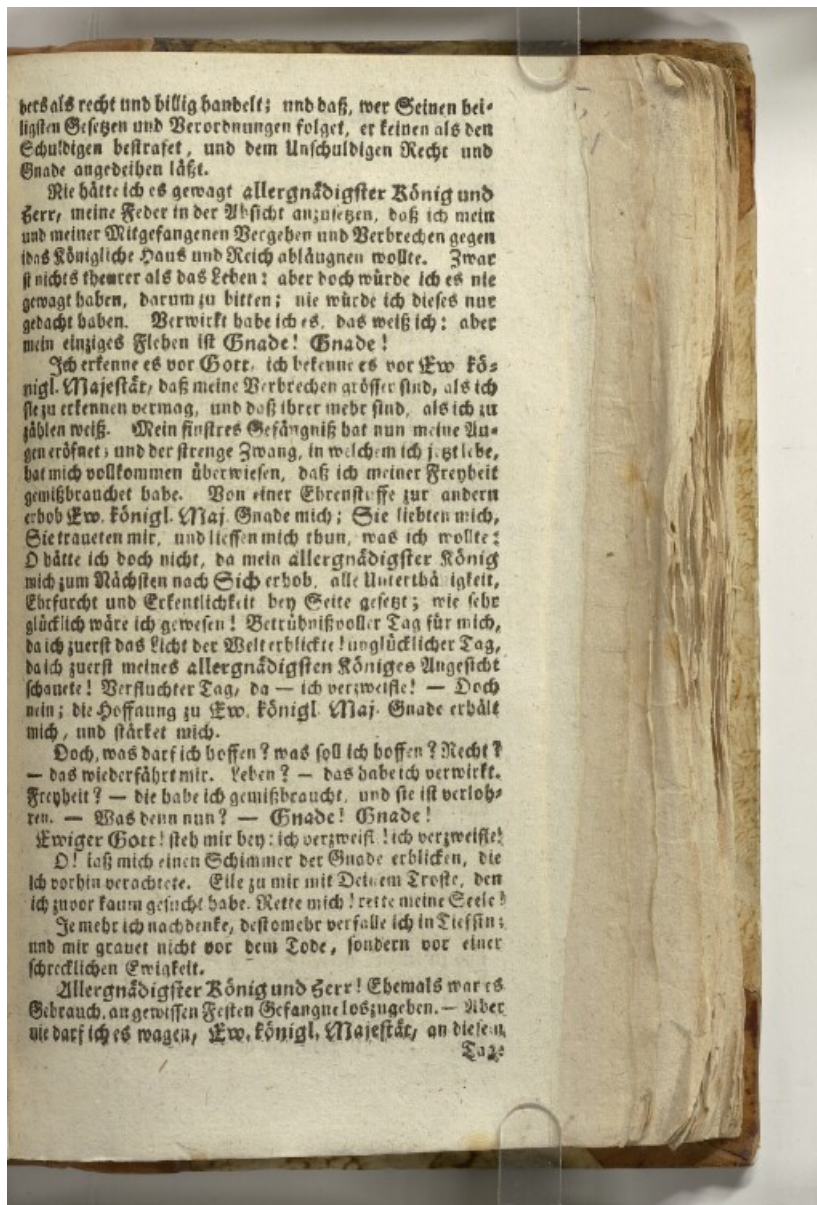 ders als recht und billig handelt; und daß, wer Seinen hei-
ligsten Gesetzen und Verordnungen folget, er keinen als den
Schuldigen bestrafet, und dem Unschuldigen Recht und
Gnade angedeihen läßt.
Nie hätte ich es gewagt allergnädigster König und
Herr, meine Feder in der Absicht anzusetzen, daß ich mein
und meiner Mitgefangenen Vergehen und Verbrechen gegen
das Königliche Haus und Reich abläugnen wollte. Zwar
ist nichts theurer als das Leben: aber doch würde ich es nie
gewagt haben, darum zu bitten; nie würde ich dieses nur
gedacht haben. Verwirkt habe ich es, das weiß ich: aber
mein einziges Flehen ist Gnade! Gnade!
Ich erkenne es vor Gott, ich bekenne es vor Ew kö-
nigl. Majestät, daß meine Verbrechen grösser sind, als ich
sie zu erkennen vermag, und daß ihrer mehr sind, als ich zu
zählen weiß. Mein finstres Gefängniß hat nun meine Au-
gen eröfnet; und der strenge Zwang, in welchem ich jetzt lebe,
hat mich vollkommen überwiesen, daß ich meiner Freyheit
gemißbrauchet habe. Von einer Ehrenstuffe zur andern
erhob Ew. königl. Maj. Gnade mich; Sie liebten mich,
Sie traueten mir, und liessen mich thun, was ich wollte:
O hätte ich doch nicht, da mein allergnädigster König
mich zum Nächsten nach Sich erhob, alle Unterthänigkeit,
Ehrfurcht und Erkentlichkeit bey Seite gesetzt; wie sehr
glücklich wäre ich gewesen! Betrübnißvoller Tag für mich,
da ich zuerst das Licht der Welt erblickte! unglücklicher Tag,
da ich zuerst meines allergnädigsten Königes Angesicht
schauete! Verfluchter Tag, da — ich verzweifle! — Doch
nein; die Hoffnung zu Ew. königl. Maj. Gnade erhält
mich, und stärket mich.
Doch, was darf ich hoffen? was soll ich hoffen? Recht?
— das wiederfährt mir. Leben? — das habe ich verwirkt.
Freyheit? — die habe ich gemißbraucht, und sie ist verloh-
ren. — Was denn nun? — Gnade! Gnade!
Ewiger Gott! steh mir bey: ich verzweifl ! ich verzweifle!
O! laß mich einen Schimmer der Gnade erblicken, die
ich vorhin verachtete. Eile zu mir mit Deinem Troste, den
ich zuvor kaum gesucht habe. Rette mich! rette meine Seele!
Je mehr ich nachdenke, destomehr verfalle ich in Tiefsinn;
und mir grauet nicht vor dem Tode, sondern vor einer
schrecklichen Ewigkeit.
Allergnädigster König und Herr! Ehemals war es
Gebrauch, an gewissen Festen Gefangne loszugeben. — Aber
nie darf ich es wagen, Ew. königl. Majestät, an diesem
Tage